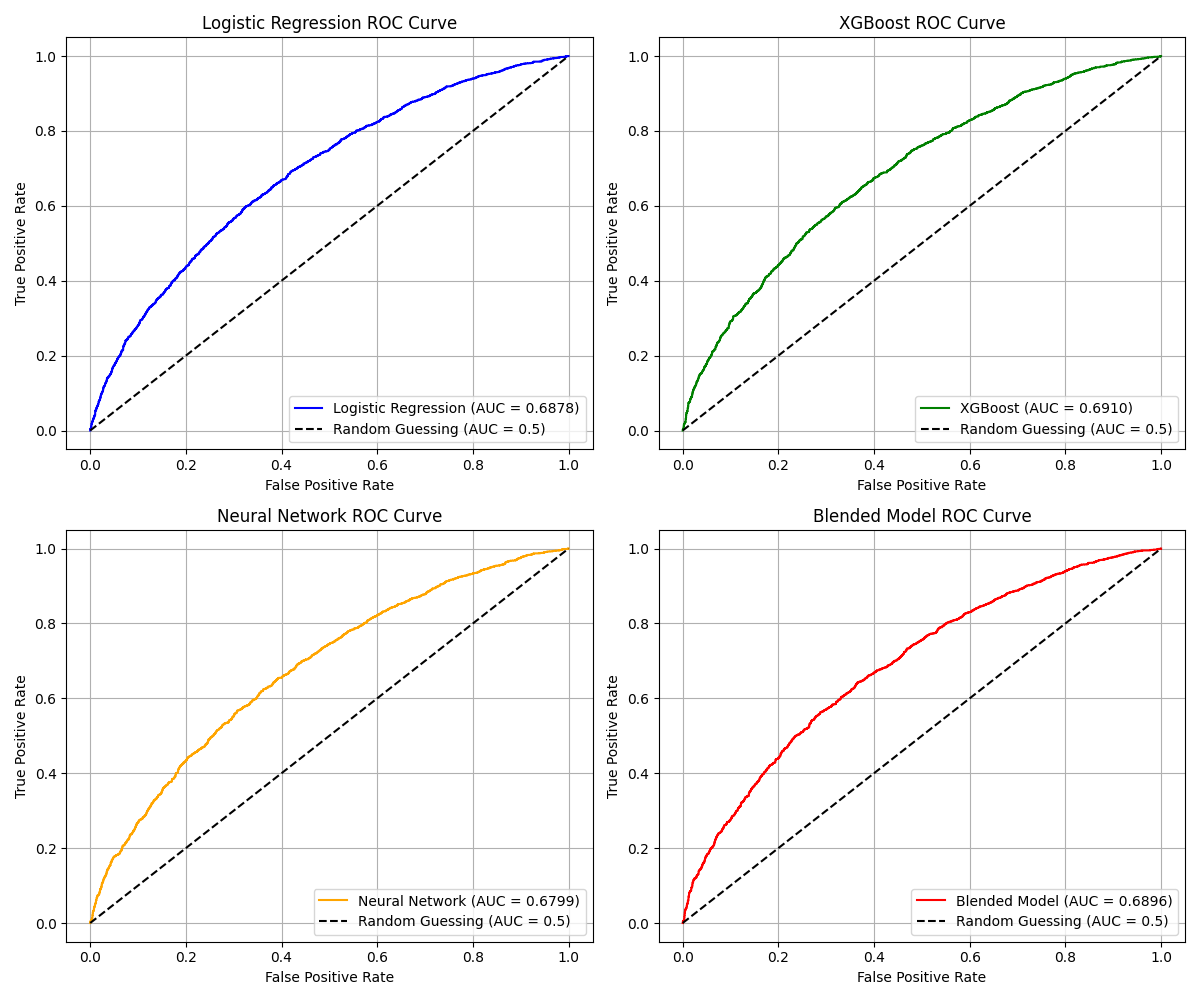 Logistic Regression ROC Curve
1.0
0.8
0.6
0.4
0.2
0.0
True Positive Rate
Logistic Regression (AUC = 0.6878)
Random Guessing (AUC = 0.5)
0.0 0.2 0.4 0.6 0.8 1.0
False Positive Rate
XGBoost ROC Curve
1.0
0.8
0.6
0.4
0.2
0.0
True Positive Rate
XGBoost (AUC = 0.6910)
Random Guessing (AUC = 0.5)
0.0 0.2 0.4 0.6 0.8 1.0
False Positive Rate
Neural Network ROC Curve
1.0
0.8
0.6
0.4
0.2
0.0
True Positive Rate
Neural Network (AUC = 0.6799)
Random Guessing (AUC = 0.5)
0.0 0.2 0.4 0.6 0.8 1.0
False Positive Rate
Blended Model ROC Curve
1.0
0.8
0.6
0.4
0.2
0.0
True Positive Rate
Blended Model (AUC = 0.6896)
Random Guessing (AUC = 0.5)
0.0 0.2 0.4 0.6 0.8 1.0
False Positive Rate